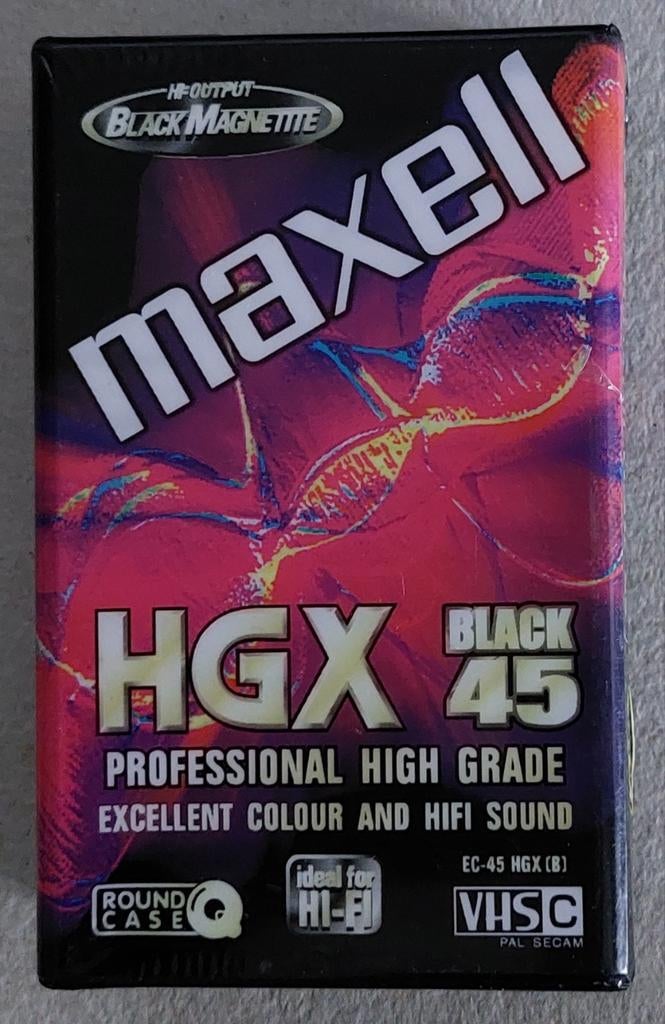 HI-OUTPUT
BLACK MAGNETITE
maxell
HGX BLACK 45
PROFESSIONAL HIGH GRADE
EXCELLENT COLOUR AND HIFI SOUND
EC-45 HGX (B)
ROUND CASE
ideal for HI-FI
VHS C
PAL SECAM